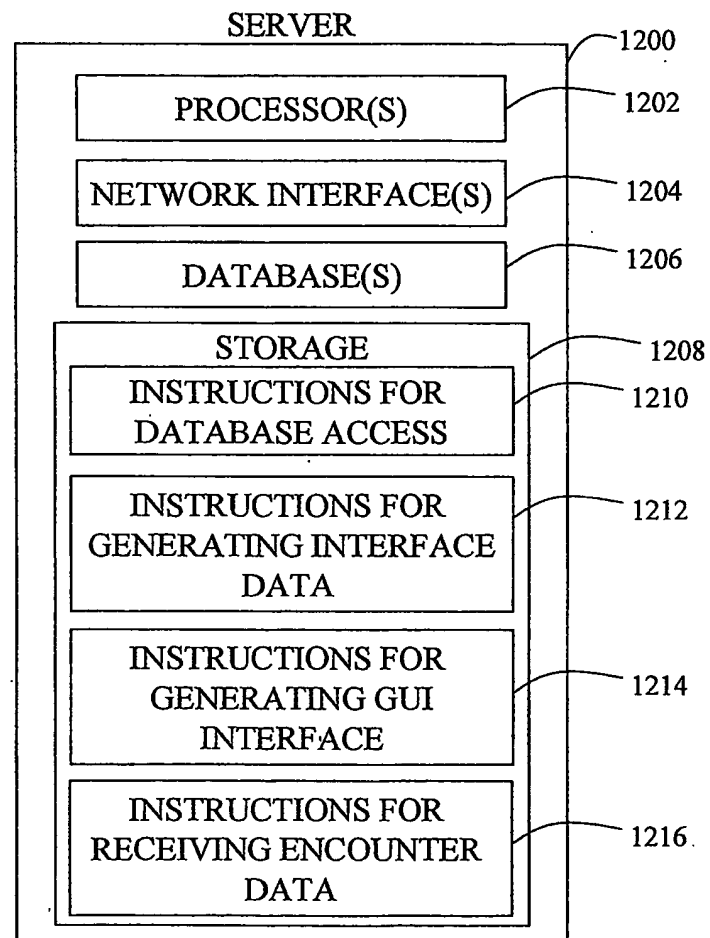 SERVER
1200
PROCESSOR(S)
1202
NETWORK INTERFACE(S)
1204
DATABASE(S)
1206
STORAGE
1208
INSTRUCTIONS FOR
DATABASE ACCESS
1210
INSTRUCTIONS FOR
GENERATING INTERFACE
DATA
1212
INSTRUCTIONS FOR
GENERATING GUI
INTERFACE
1214
INSTRUCTIONS FOR
RECEIVING ENCOUNTER
DATA
1216